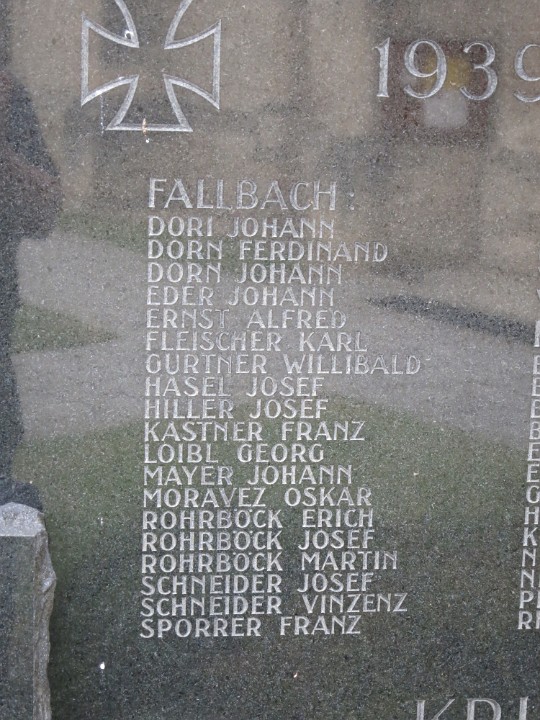 1939
FALLBACH:
DORI JOHANN
DORN FERDINAND
DORN JOHANN
EDER JOHANN
ERNST ALFRED
FLEISCHER KARL
GURTNER WILLIBALD
HASEL JOSEF
HILLER JOSEF
KASTNER FRANZ
LOIBL GEORG
MAYER JOHANN
MORAVEZ OSKAR
ROHRBÖCK ERICH
ROHRBÖCK JOSEF
ROHRBÖCK MARTIN
SCHNEIDER JOSEF
SCHNEIDER VINZENZ
SPORRER FRANZ